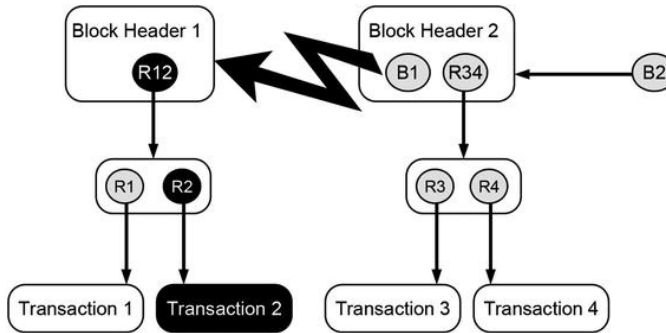 Block Header 1
Block Header 2
R12
B1
R34
B2
R1
R2
R3
R4
Transaction 1
Transaction 2
Transaction 3
Transaction 4